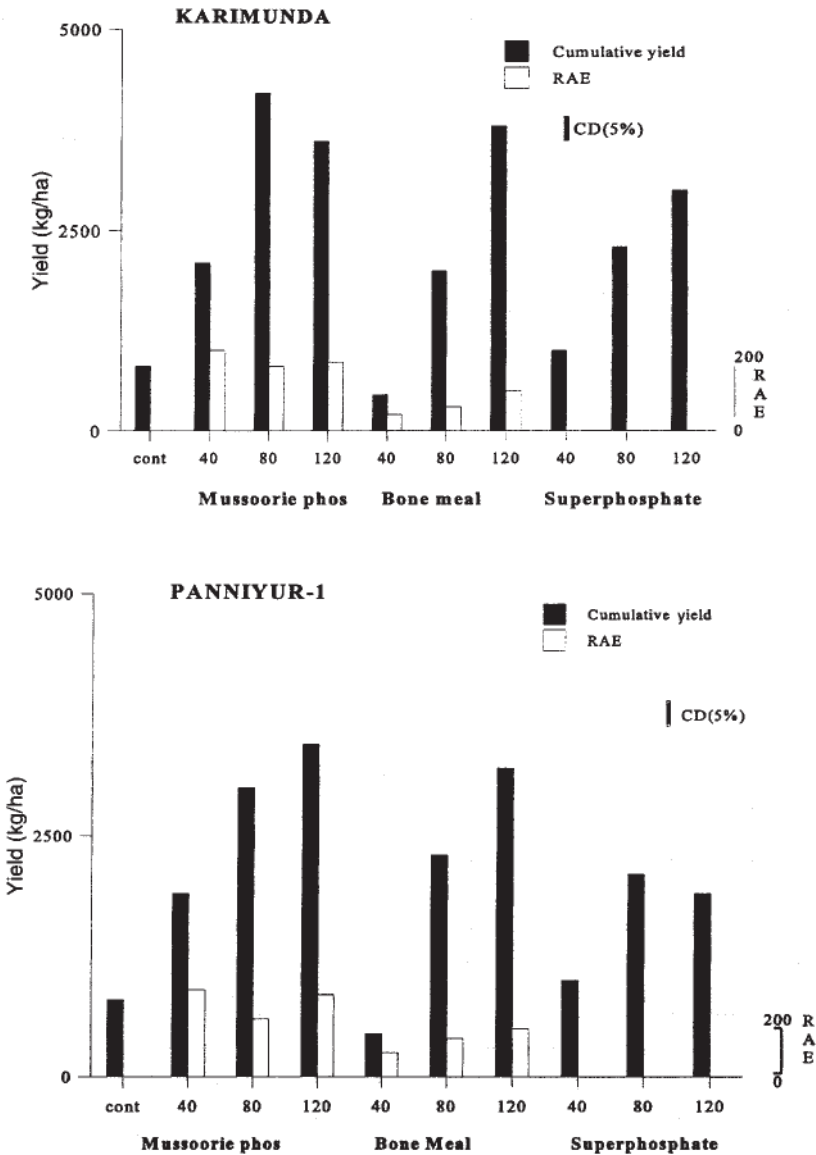 KARIMUNDA
5000
Cumulative yield
RAE
CD(5%)
2500
Yield (kg/ha)
200
R
A
E
0
0
cont 40 80 120 40 80 120 40 80 120
Mussoorie phos Bone meal Superphosphate
PANNIYUR-1
5000
Cumulative yield
RAE
CD(5%)
2500
Yield (kg/ha)
200 R
A
E
0
0
cont 40 80 120 40 80 120 40 80 120
Mussoorie phos Bone Meal Superphosphate